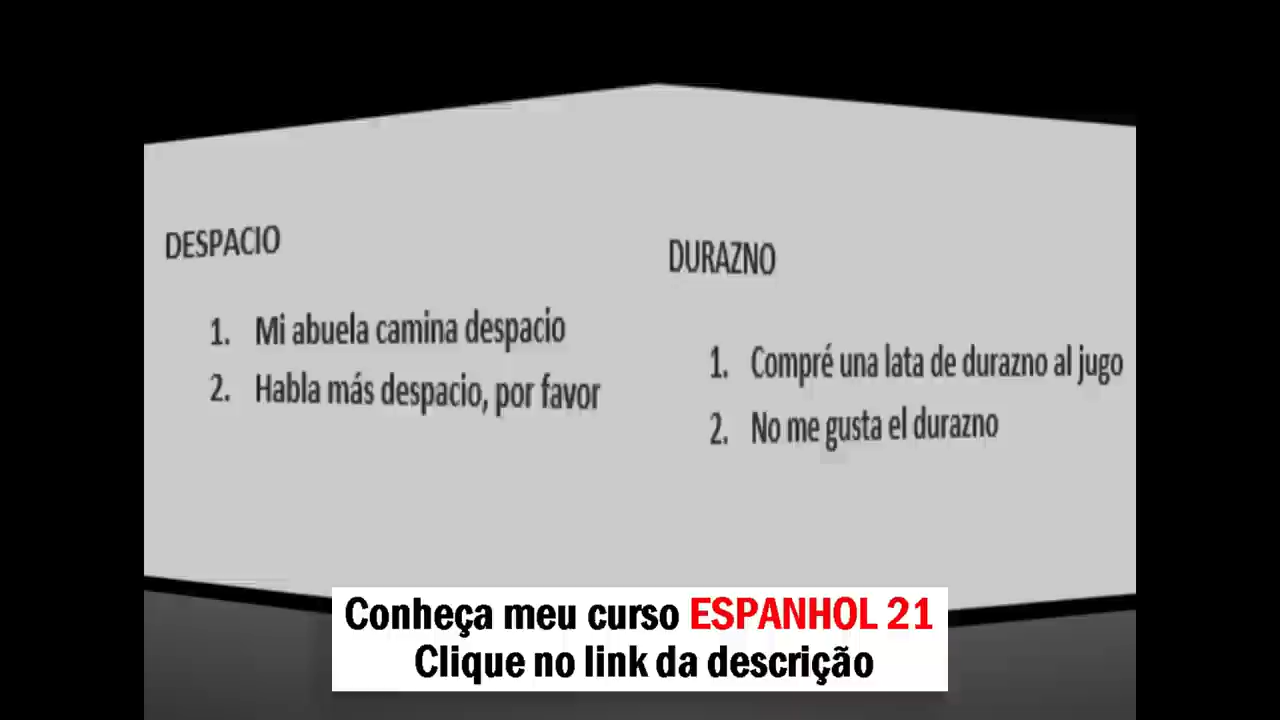 DESPACIO
1. Mi abuela camina despacio
2. Habla más despacio, por favor
DURAZNO
1. Compré una lata de durazno al jugo
2. No me gusta el durazno
Conheça meu curso ESPANHOL 21
Clique no link da descrição